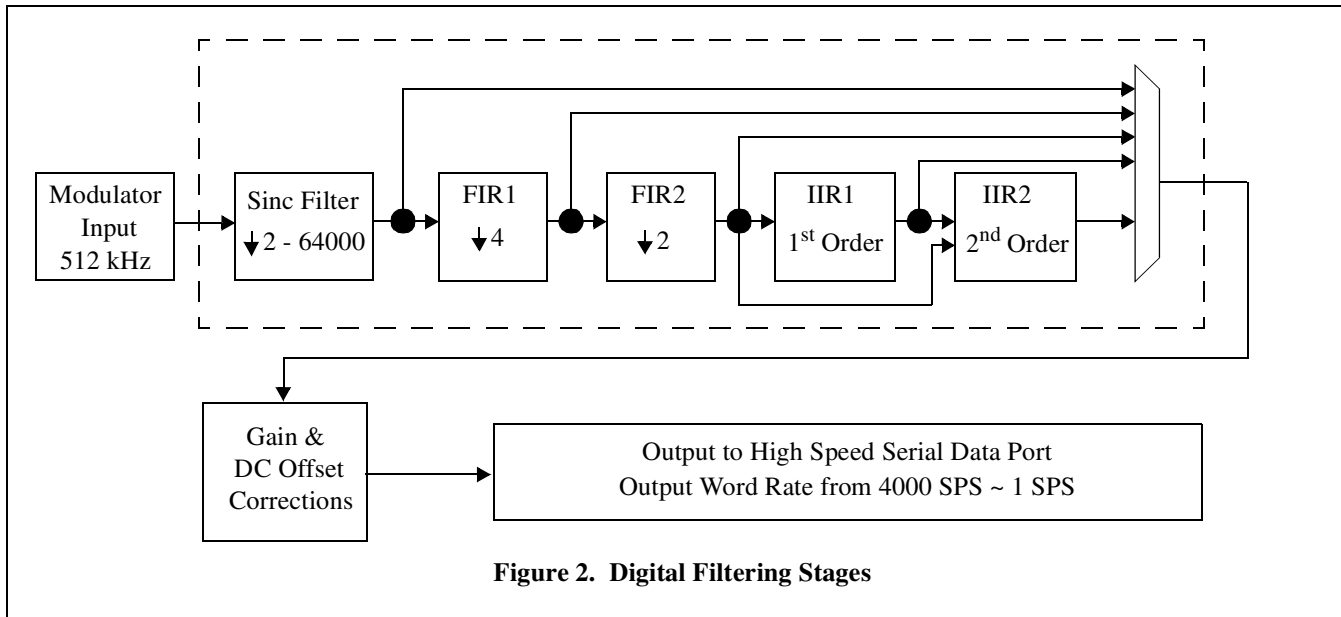 Modulator
Input
512 kHz
Sinc Filter
2 - 64000
FIR1
4
FIR2
2
IIR1
1st Order
IIR2
2nd Order
Gain &
DC Offset
Corrections
Output to High Speed Serial Data Port
Output Word Rate from 4000 SPS ~ 1 SPS
Figure 2. Digital Filtering Stages